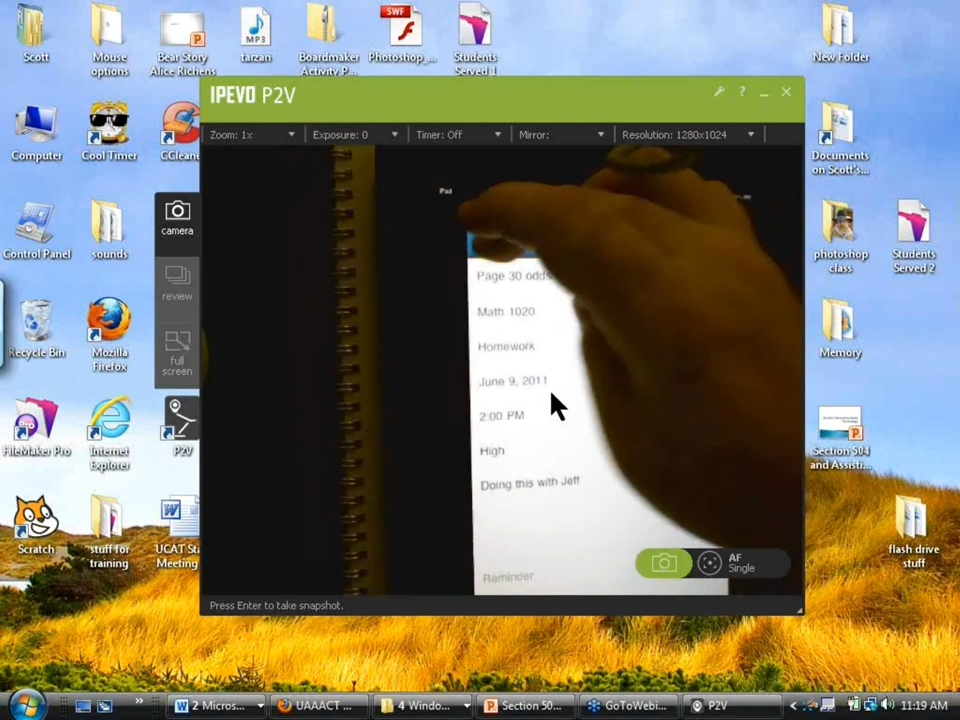 Scott
Mouse
options
Bear Story
Alice Richens
tarzan
Boardmaker
Activity P...
SWF
Photoshop_...
Students
Served 1
New Folder
MP3
IPEVO P2V
?
Zoom: 1x
Exposure: 0
Timer: Off
Mirror:
Resolution: 1280x1024
Computer
Cool Timer
CCleane
Documents
on Scott's...
iPad
camera
Control Panel
sounds
review
full
screen
photoshop
class
Students
Served 2
Page 30 odds
Math 1020
Homework
June 9, 2011
2:00 PM
High
Doing this with Jeff
Reminder
Recycle Bin
Mozilla
Firefox
Memory
FileMaker Pro
Internet
Explorer
P2V
Section 504
and Assisti...
Scratch
stuff for
training
UCAT Sta
Meeting
flash drive
stuff
AF
Single
Press Enter to take snapshot.
2 Micros...
UAAACT ...
4 Windo...
Section 50...
GoToWebi...
P2V
11:19 AM